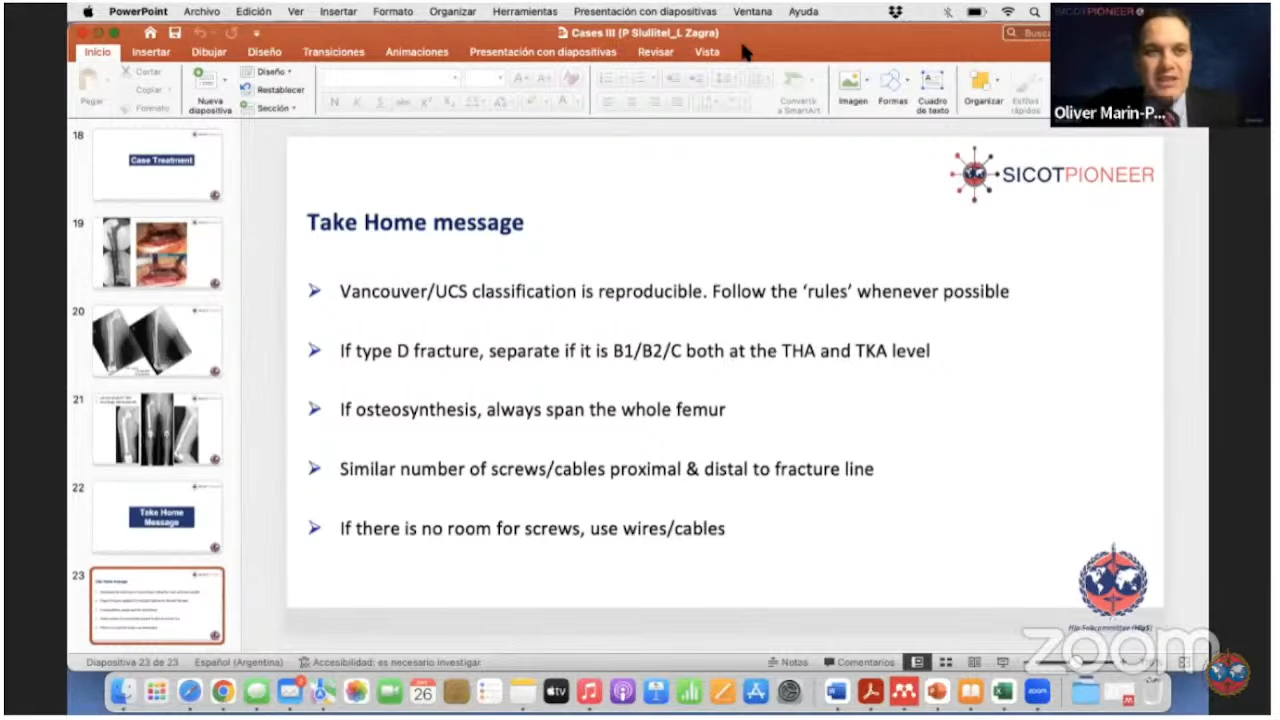 PowerPoint Archivo Edición Ver Insertar Formato Organizar Herramientas Presentación con diapositivas Ventana Ayuda
SICOTPIONEER
Cases III (P Slullitel_L Zagra)
Inicio Insertar Dibujar Diseño Transiciones Animaciones Presentación con diapositivas Revisar Vista
Pegar
Cortar
Copiar
Formato
Nueva
diapositiva
Diseño
Restablecer
Sección
Convertir
a SmartArt
Imagen
Formas
Cuadro
de texto
Organizar
Estilos
rápidos
Oliver Marin-P...
18
Case Treatment
19
20
21
22
Take Home
Message
23
SICOTPIONEER
Take Home message
Vancouver/UCS classification is reproducible. Follow the ‘rules’ whenever possible
If type D fracture, separate if it is B1/B2/C both at the THA and TKA level
If osteosynthesis, always span the whole femur
Similar number of screws/cables proximal & distal to fracture line
If there is no room for screws, use wires/cables
zoom
Diapositiva 23 de 23 Español (Argentina) Accesibilidad: es necesario investigar Notas Comentarios
26
tv
zoom